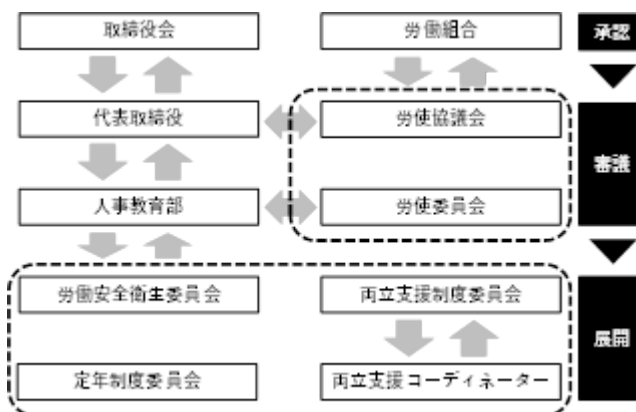 取締役会
労働組合
承認
代表取締役
労使協議会
審議
人事教育部
労使委員会
労働安全衛生委員会
両立支援制度委員会
展開
定年制度委員会
両立支援コーディネーター